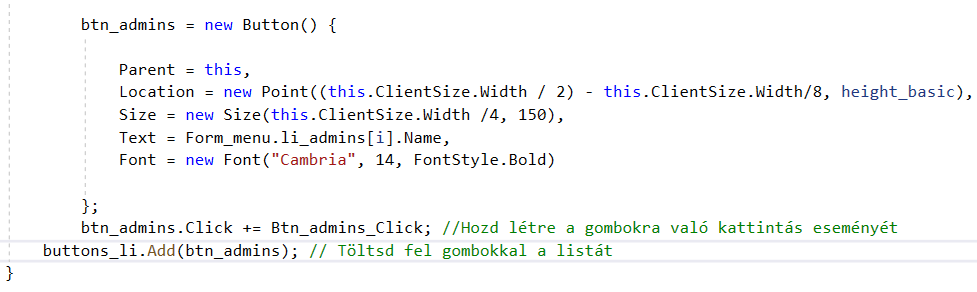 btn_admins = new Button() {
Parent = this,
Location = new Point((this.ClientSize.Width / 2) - this.ClientSize.Width/8, height_basic),
Size = new Size(this.ClientSize.Width /4, 150),
Text = Form_menu.li_admins[i].Name,
Font = new Font("Cambria", 14, FontStyle.Bold)
};
btn_admins.Click += Btn_admins_Click; //Hozd létre a gombokra való kattintás eseményét
buttons_li.Add(btn_admins); // Töltsd fel gombokkal a listát
}